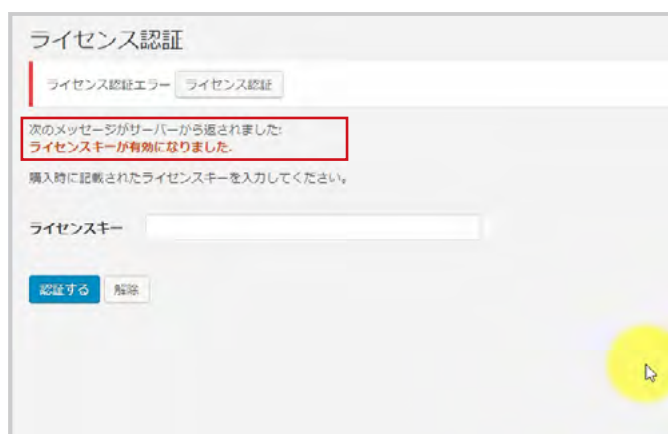 ライセンス認証
ライセンス認証エラー ライセンス認証
次のメッセージがサーバーから返されました:
ライセンスキーが有効になりました.
購入時に記載されたライセンスキーを入力してください。
ライセンスキー
認証する 解除